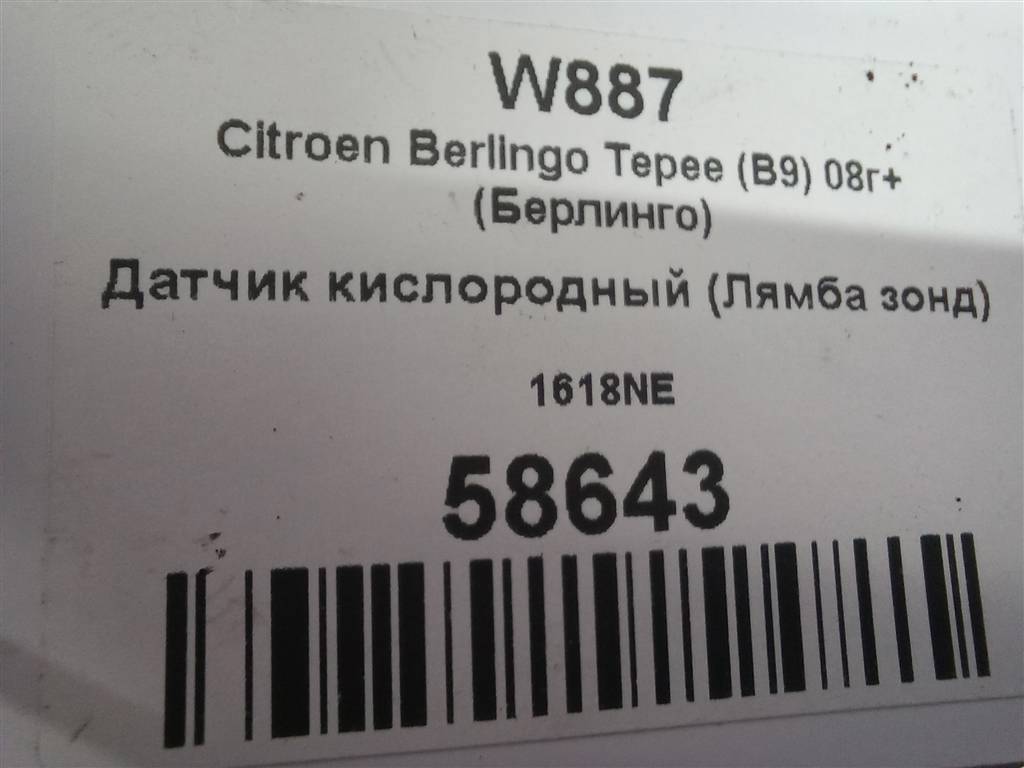 W887
Citroen Berlingo Tepee (B9) 08г+
(Берлинго)
Датчик кислородный (Лямба зонд)
1618NE
58643